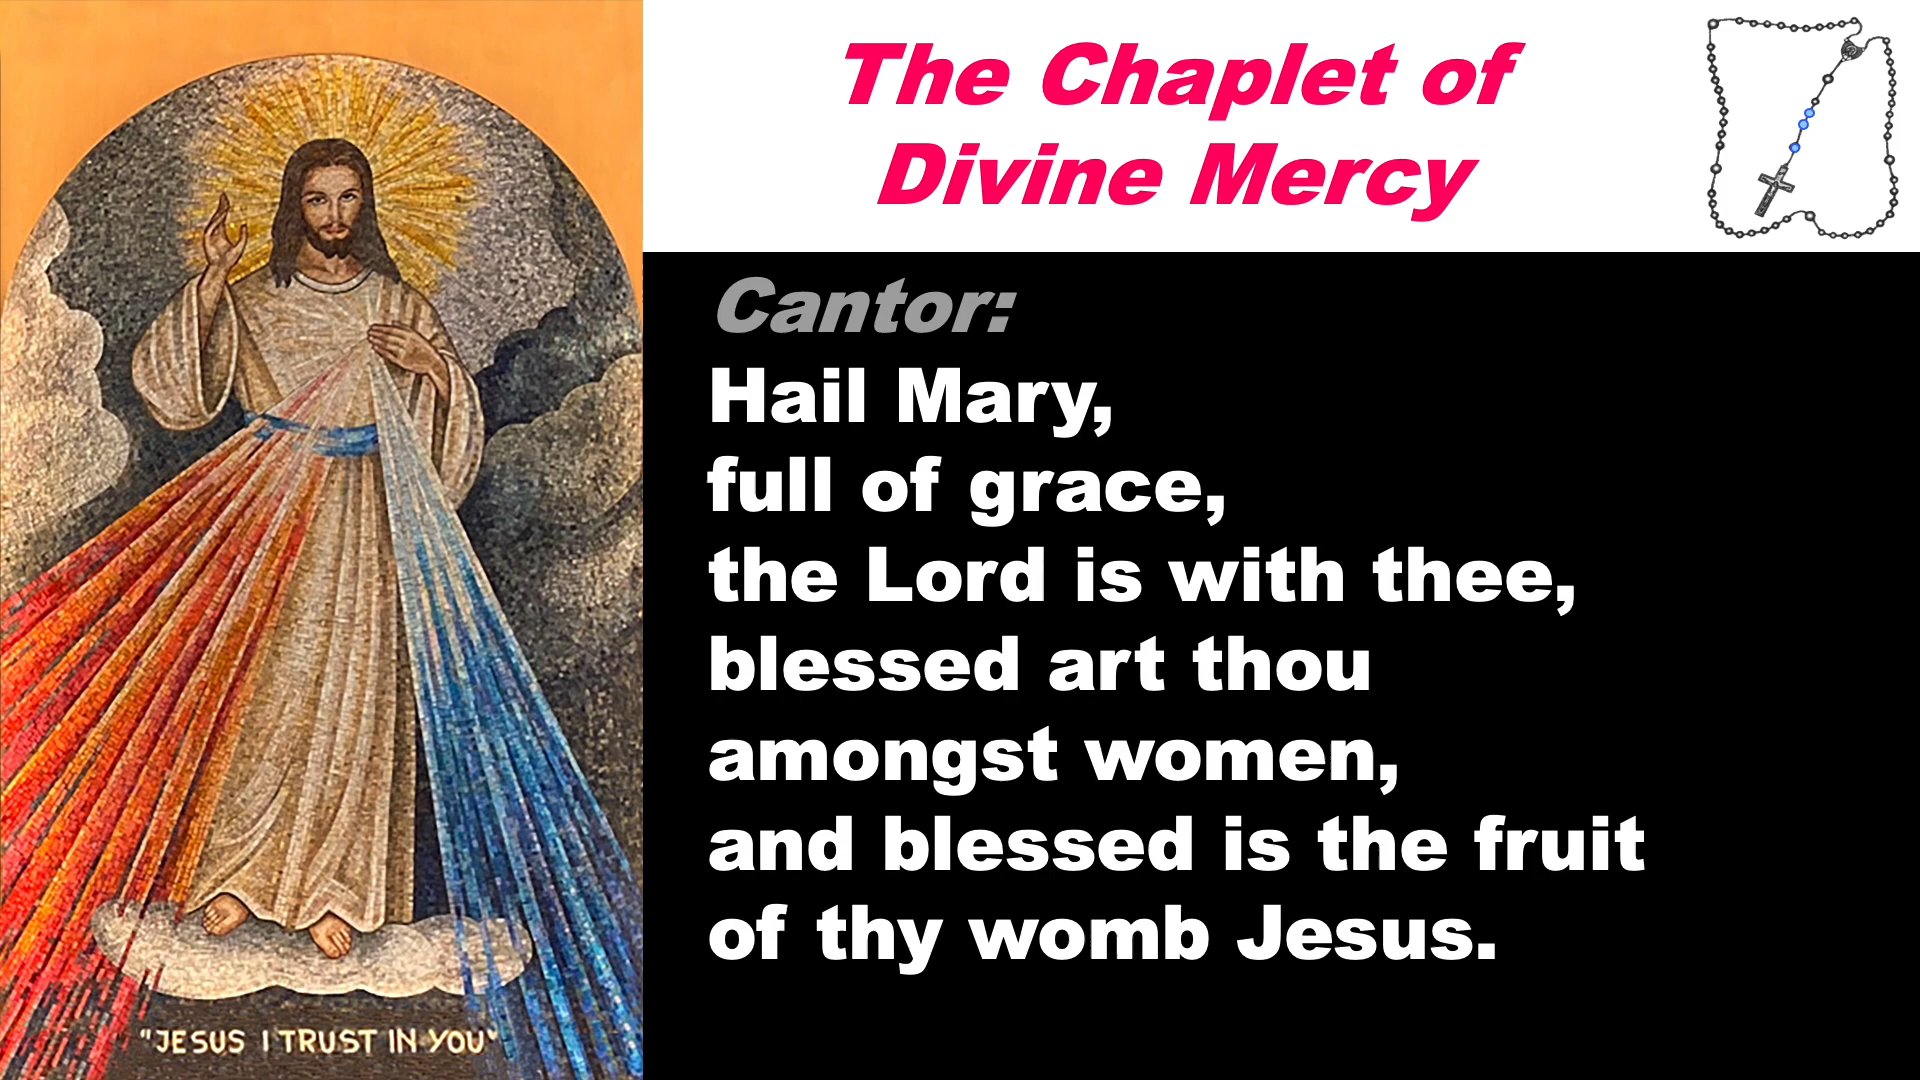 The Chaplet of
Divine Mercy
Cantor:
Hail Mary,
full of grace,
the Lord is with thee,
blessed art thou
amongst women,
and blessed is the fruit
of thy womb Jesus.
"JESUS I TRUST IN YOU"